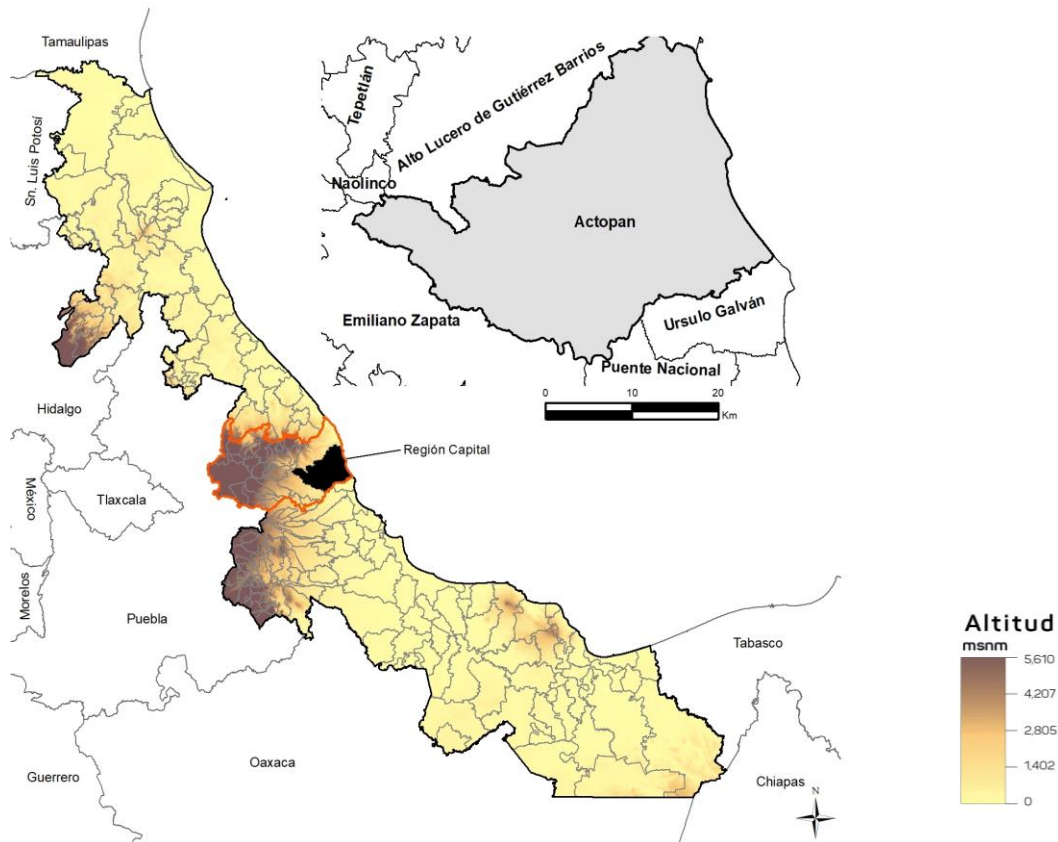 Tamaulipas
Sn. Luis Potosí
Tepetlán
Alto Lucero de Gutiérrez Barrios
Naolinco
Actopan
Emiliano Zapata
Ursulo Galván
Puente Nacional
0 10 20
Km
Hidalgo
Región Capital
México
Tlaxcala
Morelos
Puebla
Tabasco
Guerrero
Oaxaca
Chiapas
N
Altitud
msnm
5,610
4,207
2,805
1402
0